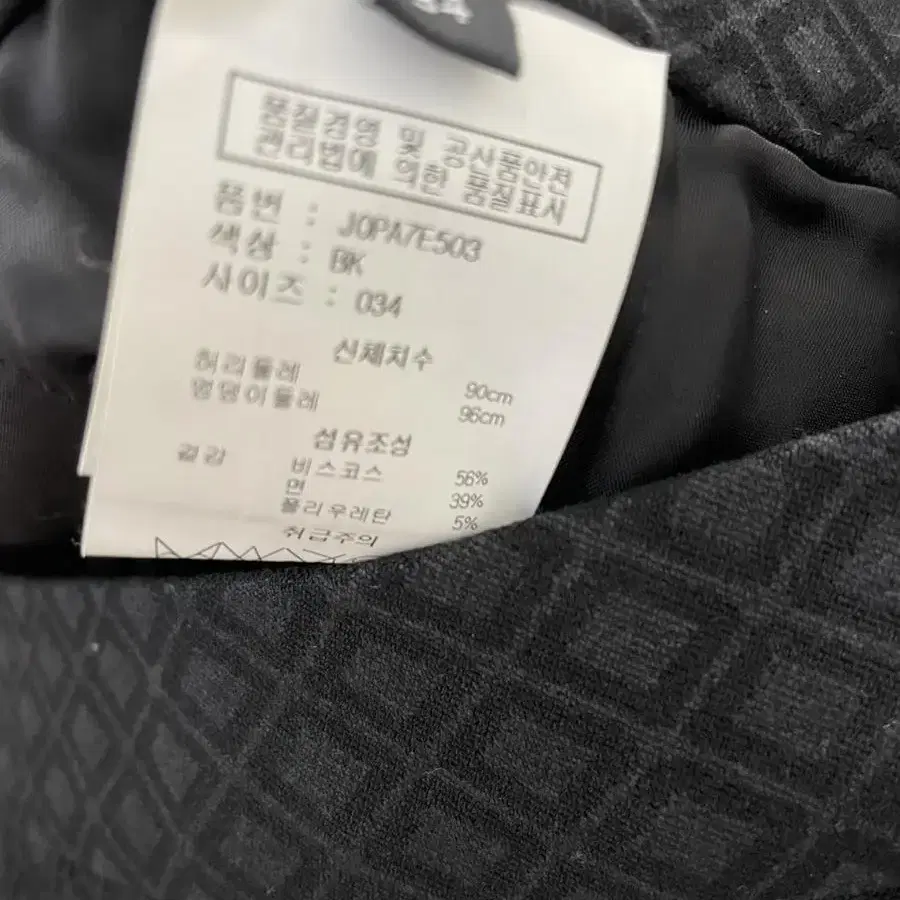 34
품질경영 및 공산품안전
관리법에 의한 품질표시
품번 : JOPA7E503
색상 : BK
사이즈 : 034
신체치수
허리둘레 90cm
엉덩이둘레 96cm
섬유조성
겉감 비스코스 56%
면 39%
폴리우레탄 5%
취급주의